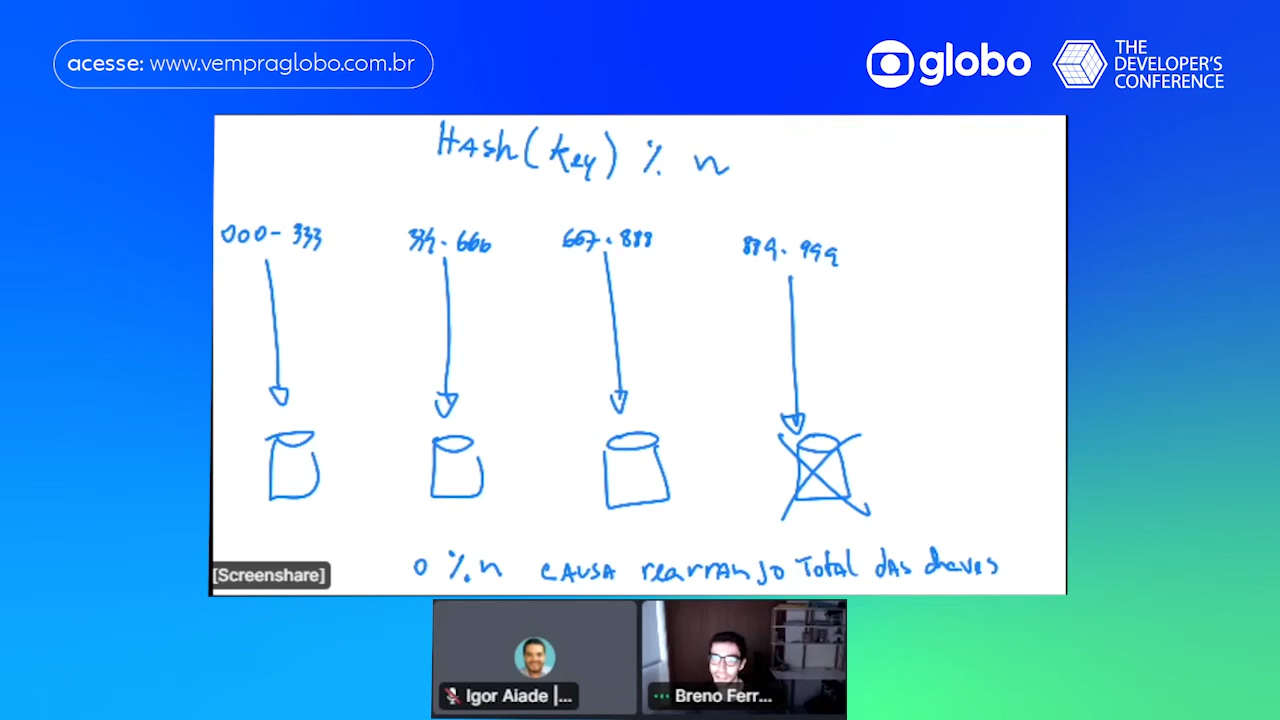 acesse: www.vempraglobo.com.br
globo
THE
DEVELOPER'S
CONFERENCE
Hash(key) % n
000-333
334-666
667-888
889-999
[Screenshare]
o %n causa rearranjo total das chaves
Igor Aiade |...
Breno Ferr...